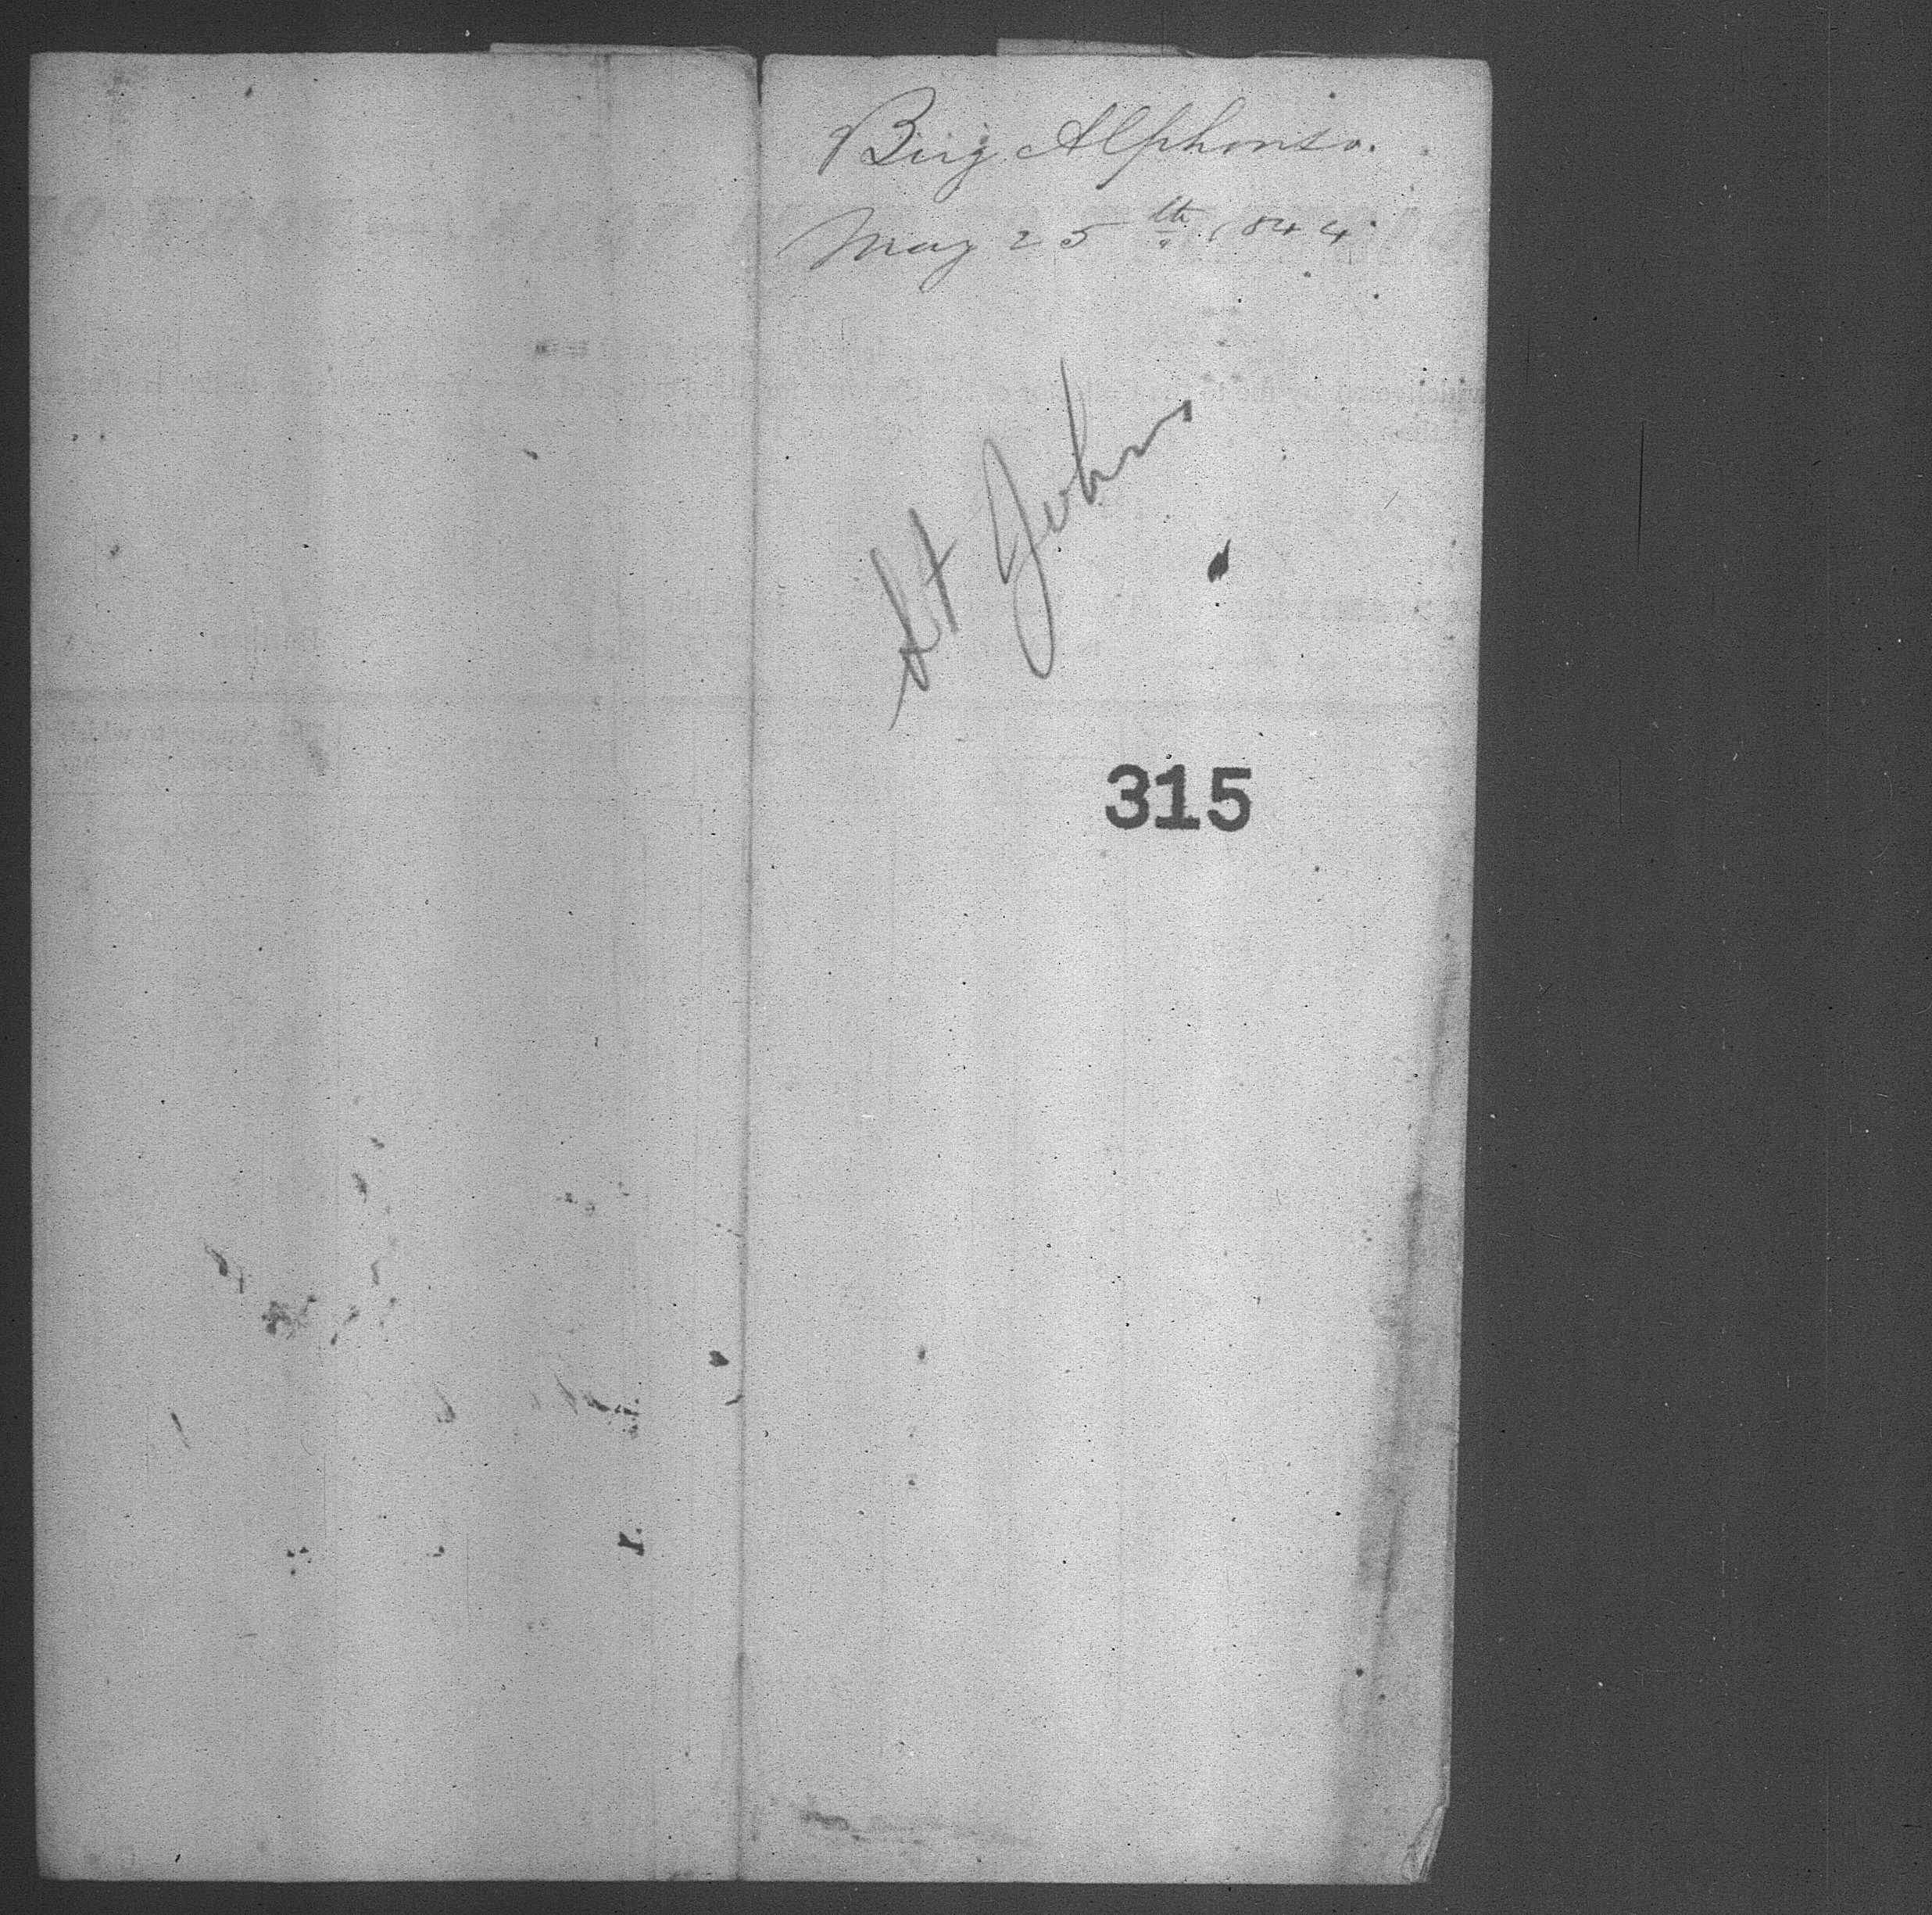 Brig Alphonso.
May 25th 1844
St Johns
315